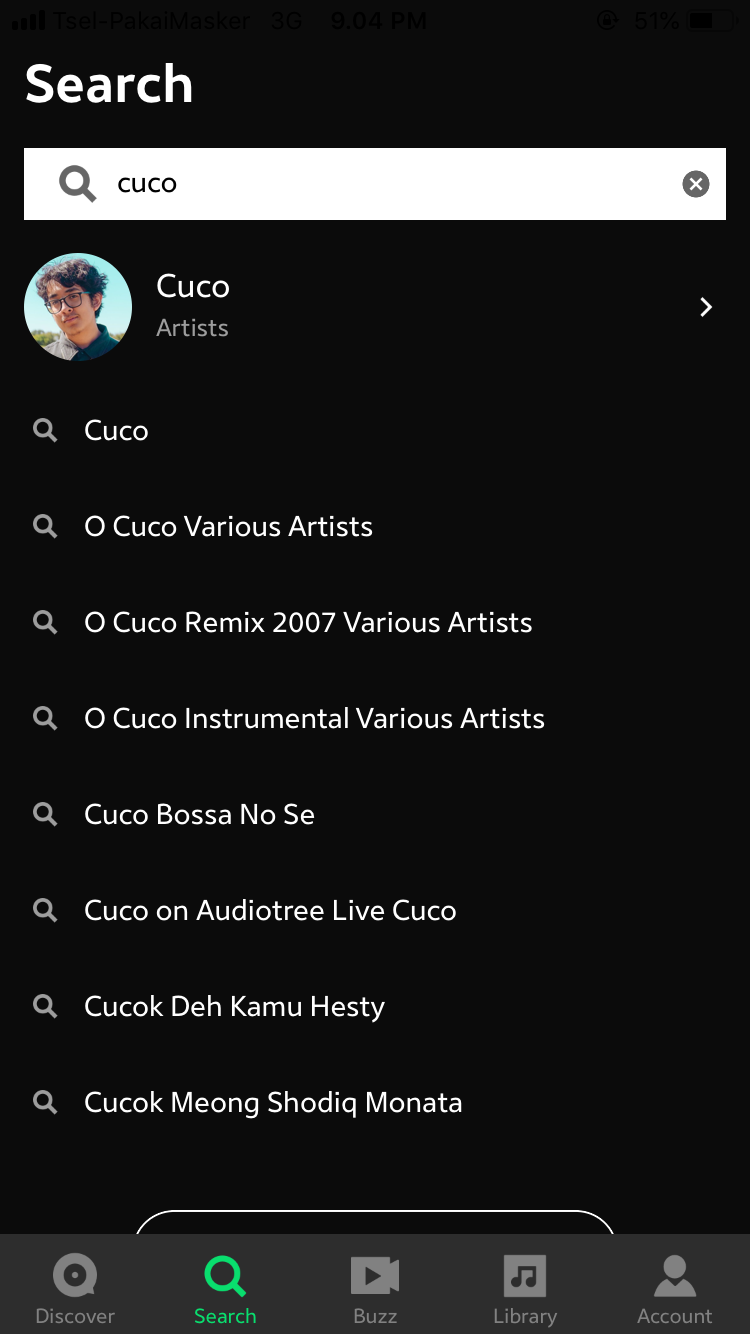 Tsel-PakaiMasker 3G 9.04 PM 51%
Search
cuco
Cuco
Artists
Cuco
O Cuco Various Artists
O Cuco Remix 2007 Various Artists
O Cuco Instrumental Various Artists
Cuco Bossa No Se
Cuco on Audiotree Live Cuco
Cucok Deh Kamu Hesty
Cucok Meong Shodiq Monata
Discover Search Buzz Library Account